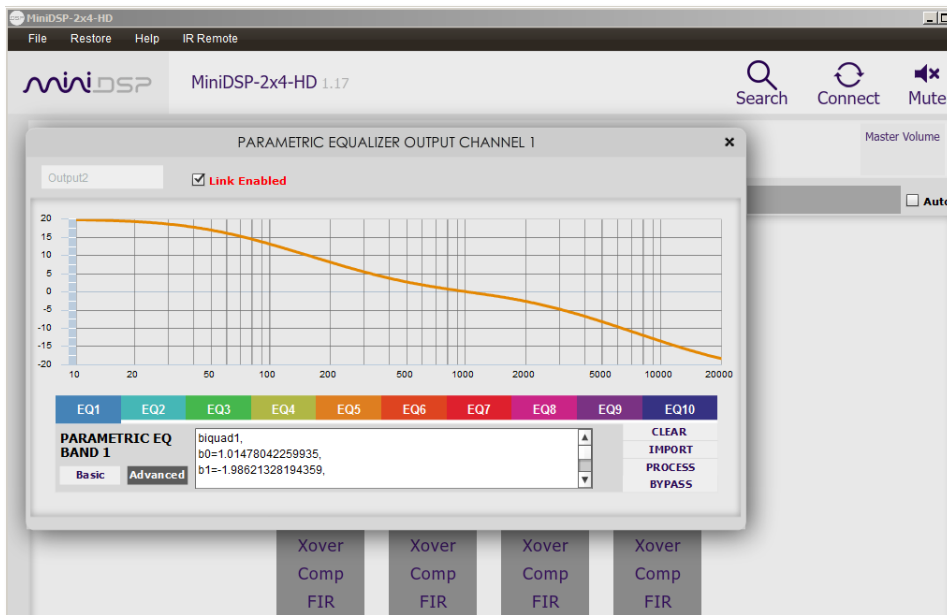 MiniDSP-2x4-HD
File Restore Help IR Remote
miniDSP MiniDSP-2x4-HD 1.17
Search Connect Mute
Master Volume
PARAMETRIC EQUALIZER OUTPUT CHANNEL 1 ×
Output2 Link Enabled
Auto
20
15
10
5
0
-5
-10
-15
-20
10 20 50 100 200 500 1000 2000 5000 10000 20000
EQ1 EQ2 EQ3 EQ4 EQ5 EQ6 EQ7 EQ8 EQ9 EQ10
PARAMETRIC EQ
BAND 1
Basic Advanced
biquad1,
b0=1.01478042259935,
b1=-1.98621328194359,
CLEAR
IMPORT
PROCESS
BYPASS
Xover Xover Xover Xover
Comp Comp Comp Comp
FIR FIR FIR FIR